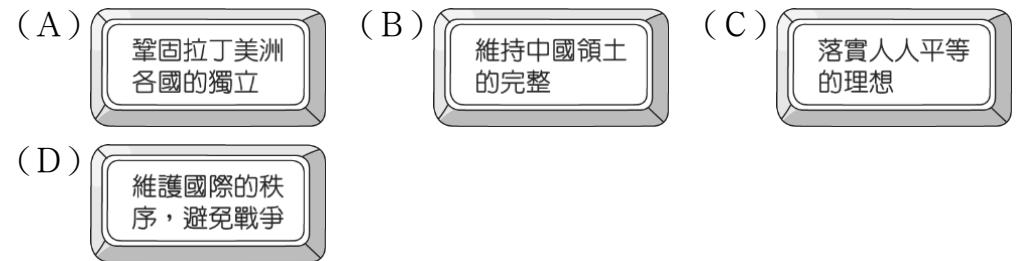 (A)
鞏固拉丁美洲
各國的獨立
(B)
維持中國領土
的完整
(C)
落實人人平等
的理想
(D)
維護國際的秩
序，避免戰爭